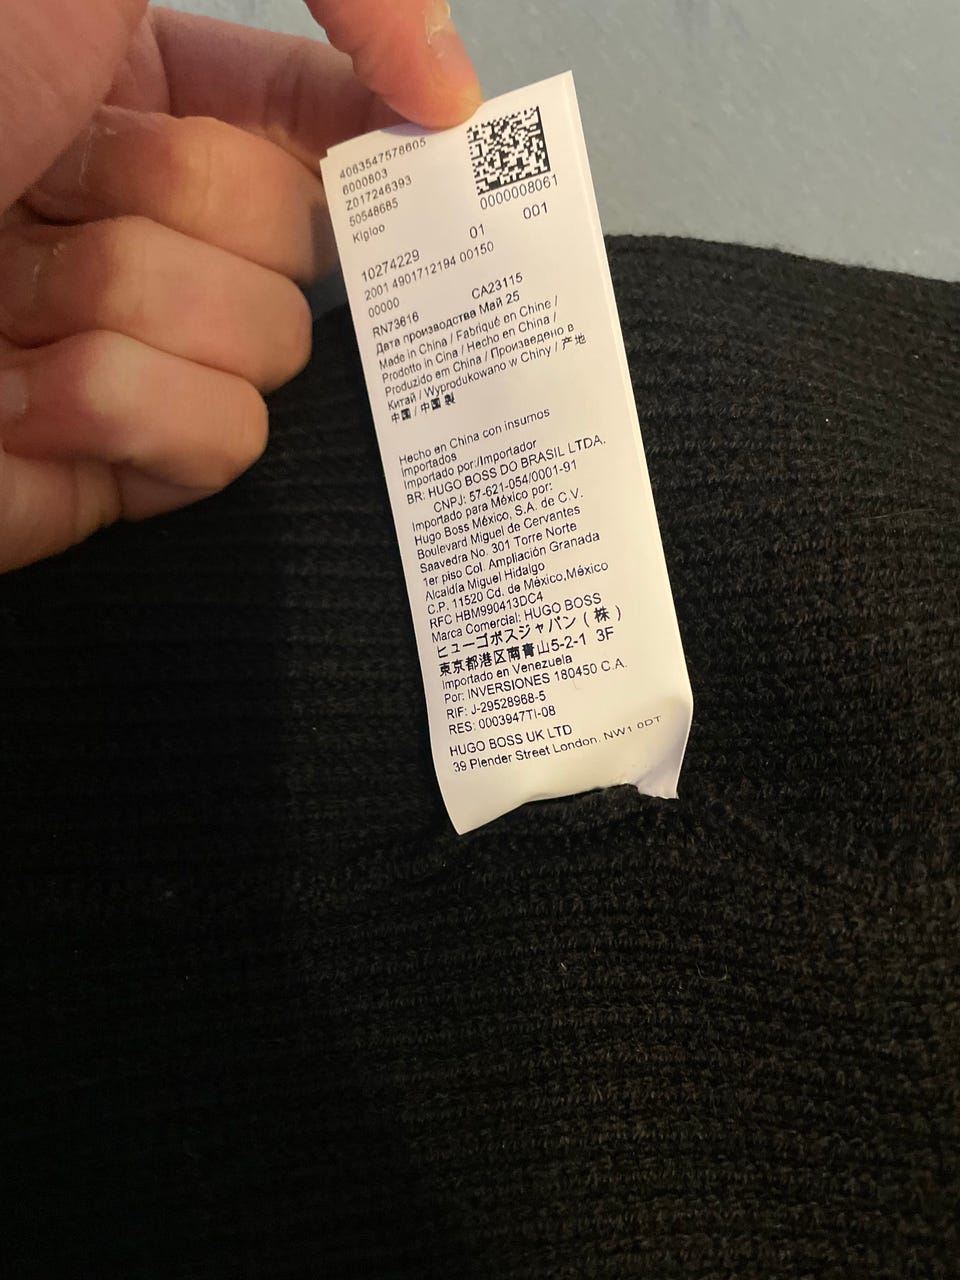 4063547578605
6000803
Z017246393
50548685
Kigloo
0000008061
01 001
10274229
2001 4901712194 00150
00000
RN73616 CA23115
Дата производства Май 25
Made in China / Fabriqué en Chine /
Prodotto in Cina / Hecho en China /
Produzido em China / Произведено в
Китай / Wyprodukowano w Chiny / 产地
中国 / 中国 製
Hecho en China con insumos
importados
Importado por:/Importador
BR: HUGO BOSS DO BRASIL LTDA.
CNPJ: 57-621-054/0001-91
Importado para México por:
Hugo Boss México, S.A. de C.V.
Boulevard Miguel de Cervantes
Saavedra No. 301 Torre Norte
1er piso Col. Ampliación Granada
Alcaldía Miguel Hidalgo
C.P. 11520 Cd. de México,México
RFC HBM990413DC4
Marca Comercial: HUGO BOSS
ヒューゴボスジャパン ( 株 )
東京都港区南青山5-2-1 3F
Importado en Venezuela
Por: INVERSIONES 180450 C.A.
RIF: J-29528968-5
RES: 0003947TI-08
HUGO BOSS UK LTD
39 Plender Street London. NW1 0DT